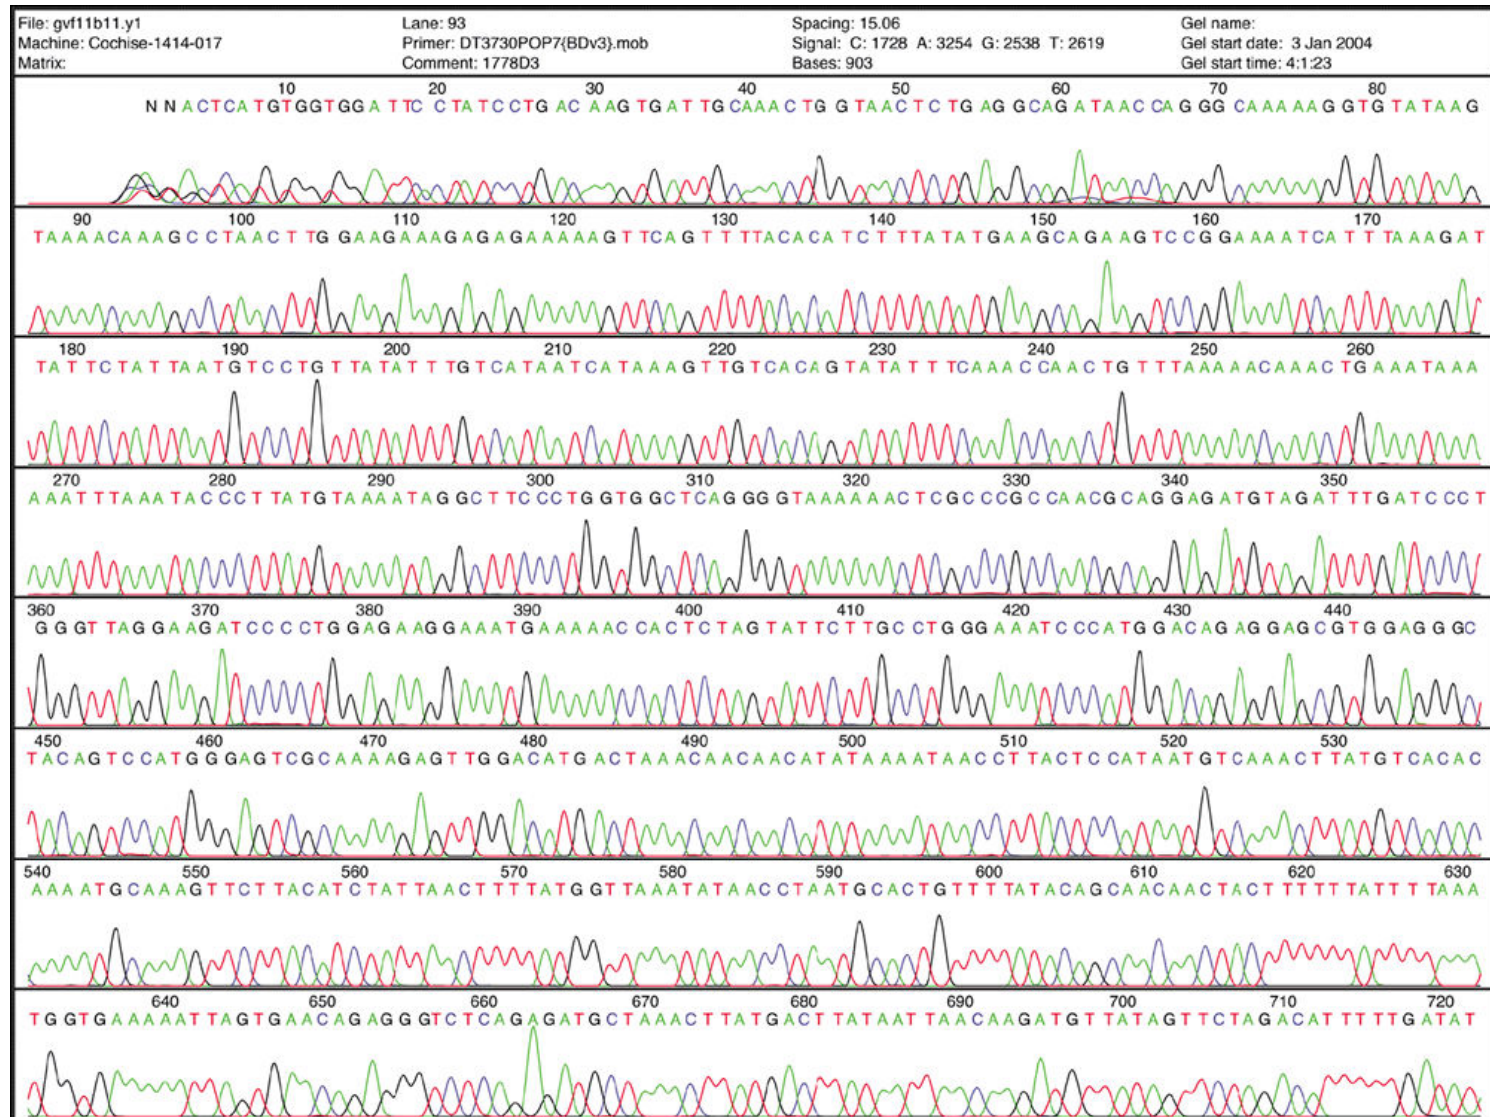 File: gvf11b11.y1 Lane: 93 Spacing: 15.06 Gel name:
Machine: Cochise-1414-017 Primer: DT3730POP7{BDv3}.mob Signal: C: 1728 A: 3254 G: 2538 T: 2619 Gel start date: 3 Jan 2004
Matrix: Comment: 1778D3 Bases: 903 Gel start time: 4:1:23
10 20 30 40 50 60 70 80
NNACTCATGTGGTGGATTCCTATCCTGACAAGTGATTGCAAACTGGTAACTCTGAGGCAGATAACCAGGGCAAAAAGGTGTATAAG
90 100 110 120 130 140 150 160 170
TAAAACAAAGCCTAACTTGGAAGAAAGAGAGAAAAAGTTCAGTTTTACACATCTTTATATGAAGCAGAAGTCCGGAAAATCATTTAAAGAT
180 190 200 210 220 230 240 250 260
TATTCTATTAATGTCCTGTTATATTTGTCATAATCATAAAGTTGTCACAGTATATTTCAAACCAACTGTTTAAAAACAAACTGAAATAAA
270 280 290 300 310 320 330 340 350
AAATTTAAATACCCTTATGTAAAATAGGCTTCCCTGGTGGCTCAGGGGTAAAAAACTCGCCCGCCAACGCAGGAGATGTAGATTTGATCCCT
360 370 380 390 400 410 420 430 440
GGGTTAGGAAGATCCCCTGGAGAAGGAAATGAAAAACCACTCTAGTATTCTTGCCTGGGAAATCCCATGGACAGAGGAGCGTGGAGGGC
450 460 470 480 490 500 510 520 530
TACAGTCCATGGGAGTCGCAAAAGAGTTGGACATGACTAAACAACAACATATAAAATAACCTTACTCCATAATGTCAAACTTATGTCACAC
540 550 560 570 580 590 600 610 620 630
AAAATGCAAAGTTCTTACATCTATTAACTTTTATGGTTAAATATAACCTAATGCACTGTTTTATACAGCAACAACTACTTTTTTATTTTAAA
640 650 660 670 680 690 700 710 720
TGGTGAAAAATTAGTGAACAGAGGGTCTCAGAGATGCTAAACTTATGACTTATAATTAACAAGATGTTATAGTTCTAGACATTTTTGATAT